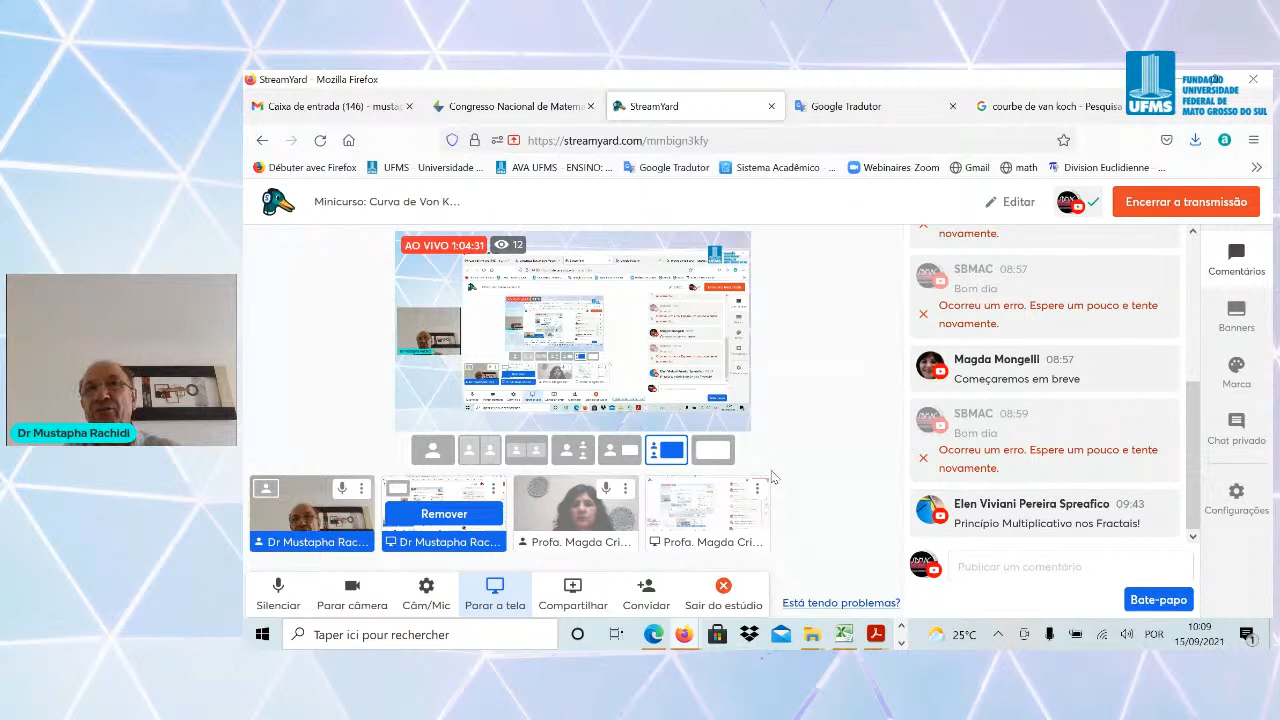 UFMS
FUNDAÇÃO
UNIVERSIDADE
FEDERAL DE
MATO GROSSO DO SUL
StreamYard - Mozilla Firefox
Caixa de entrada (146) - mustap
Congresso Nacional de Matema
StreamYard
Google Tradutor
courbe de van koch - Pesquisa
https://streamyard.com/mmbign3kfy
Débuter avec Firefox
UFMS Universidade ...
AVA UFMS - ENSINO: ...
Google Tradutor
Sistema Acadêmico - ...
Webinaires Zoom
Gmail
math
Division Euclidienne - ...
Minicurso: Curva de Von K...
Editar
Encerrar a transmissão
AO VIVO 1:04:31
12
novamente.
SBMAC 08:57
Bom dia
Ocorreu um erro. Espere um pouco e tente
novamente.
Magda Mongelli 08:57
Começaremos em breve
SBMAC 08:59
Bom dia
Ocorreu um erro. Espere um pouco e tente
novamente.
Elen Viviani Pereira Spreafico 09:43
Princípio Multiplicativo nos Fractais!
Publicar um comentário
Bate-papo
Comentários
Banners
Marca
Chat privado
Configurações
Dr Mustapha Rachidi
Remover
Dr Mustapha Rac...
Dr Mustapha Rac...
Profa. Magda Cri...
Profa. Magda Cri...
Silenciar
Parar câmera
Câm/Mic
Parar a tela
Compartilhar
Convidar
Sair do estúdio
Está tendo problemas?
Taper ici pour rechercher
25°C
POR
10:09
15/09/2021
1